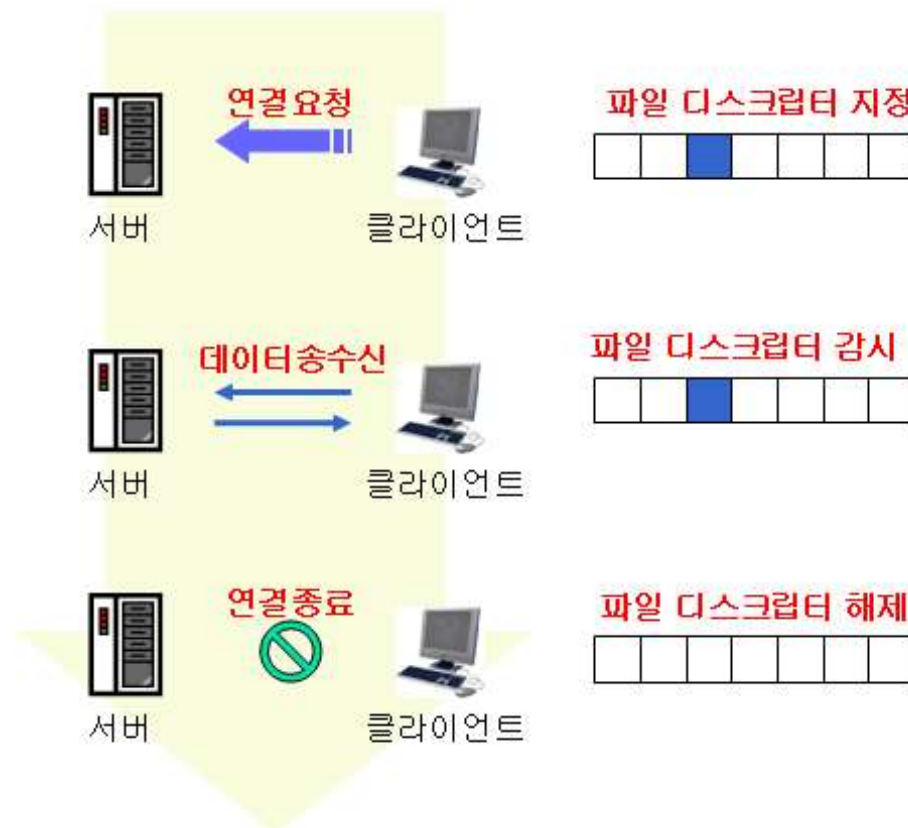 연결요청
파일 디스크립터 지정
서버
클라이언트
데이터송수신
파일 디스크립터 감시
서버
클라이언트
연결종료
파일 디스크립터 해제
서버
클라이언트